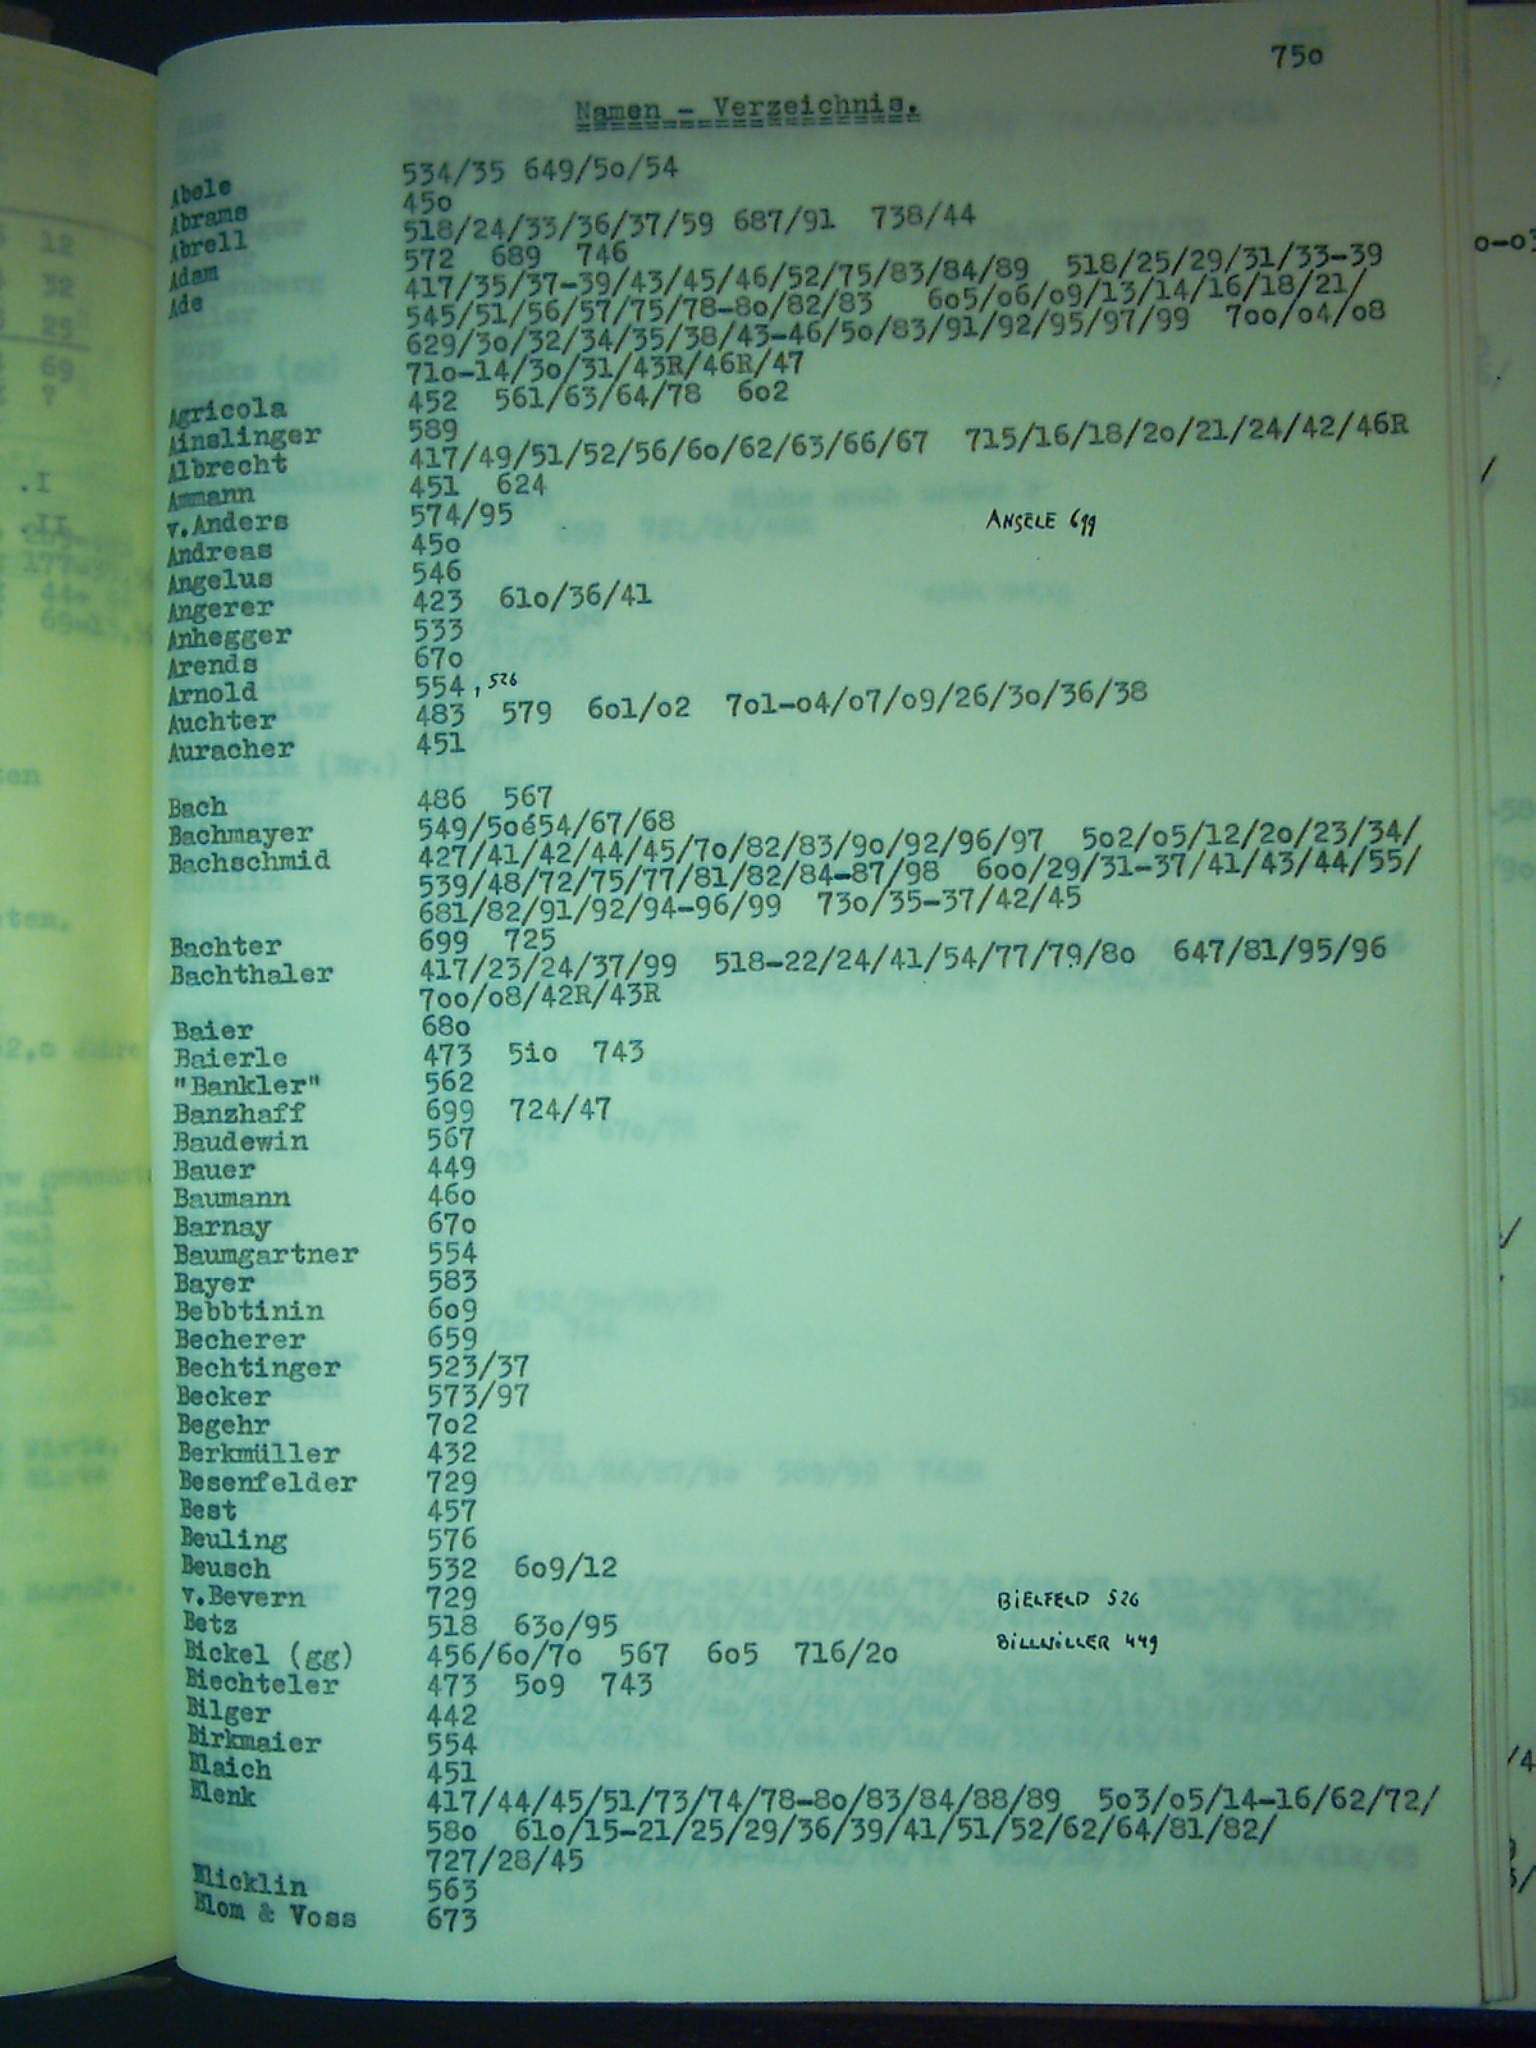 75o
Namen - Verzeichnis.
Abele 534/35 649/5o/54
Abrams 45o
Abrell 518/24/33/36/37/59 687/91 738/44
Adam 572 689 746
Ade 417/35/37-39/43/45/46/52/75/83/84/89 518/25/29/31/33-39
545/51/56/57/75/78-8o/82/83 6o5/o6/o9/13/14/16/18/21/
629/3o/32/34/35/38/43-46/5o/83/91/92/95/97/99 7oo/o4/o8
71o-14/3o/31/43R/46R/47
Agricola 452 561/63/64/78 6o2
Ainslinger 589
Albrecht 417/49/51/52/56/6o/62/63/66/67 715/16/18/2o/21/24/42/46R
Ammann 451 624
v.Anders 574/95 ANGELE 699
Andreas 45o
Angelus 546
Angerer 423 61o/36/41
Anhegger 533
Arends 67o
Arnold 554, 526
Auchter 483 579 6o1/o2 7o1-o4/o7/o9/26/3o/36/38
Auracher 451
Bach 486 567
Bachmayer 549/5o654/67/68
Bachschmid 427/41/42/44/45/7o/82/83/9o/92/96/97 5o2/o5/12/2o/23/34/
539/48/72/75/77/81/82/84-87/98 6oo/29/31-37/41/43/44/55/
681/82/91/92/94-96/99 73o/35-37/42/45
Bachter 699 725
Bachthaler 417/23/24/37/99 518-22/24/41/54/77/79/8o 647/81/95/96
7oo/o8/42R/43R
Baier 68o
Baierle 473 51o 743
"Bankler" 562
Banzhaff 699 724/47
Baudewin 567
Bauer 449
Baumann 46o
Barnay 67o
Baumgartner 554
Bayer 583
Bebbtinin 6o9
Becherer 659
Bechtinger 523/37
Becker 573/97
Begehr 7o2
Berkmüller 432
Besenfelder 729
Best 457
Beuling 576
Beusch 532 6o9/12
v.Bevern 729 BIELFELD 526
Betz 518 63o/95
Bickel (gg) 456/6o/7o 567 6o5 716/2o BILLWILLER 449
Biechteler 473 5o9 743
Bilger 442
Birkmaier 554
Blaich 451
Blenk 417/44/45/51/73/74/78-8o/83/84/88/89 5o3/o5/14-16/62/72/
58o 61o/15-21/25/29/36/39/41/51/52/62/64/81/82/
727/28/45
Blicklin 563
Blom & Voss 673